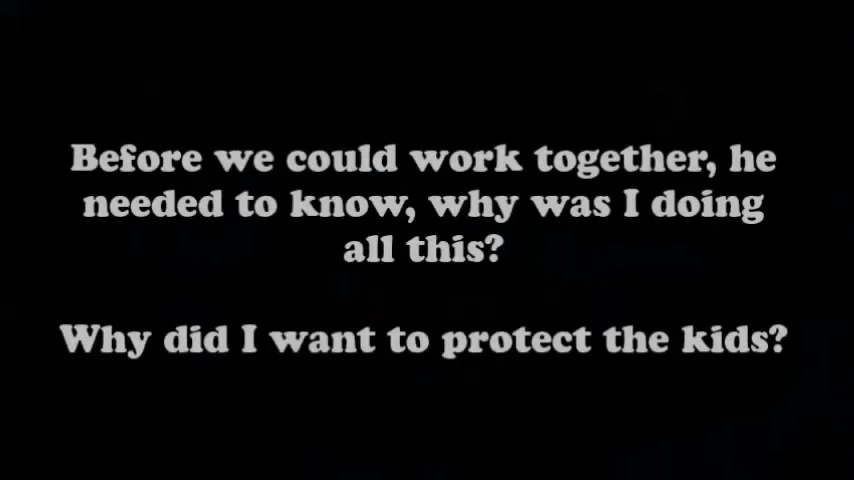 Before we could work together, he
needed to know, why was I doing
all this?
Why did I want to protect the kids?